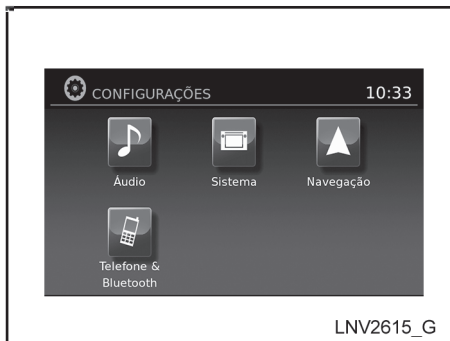 CONFIGURAÇÕES 10:33
Áudio Sistema Navegação
Telefone &
Bluetooth
LNV2615_G